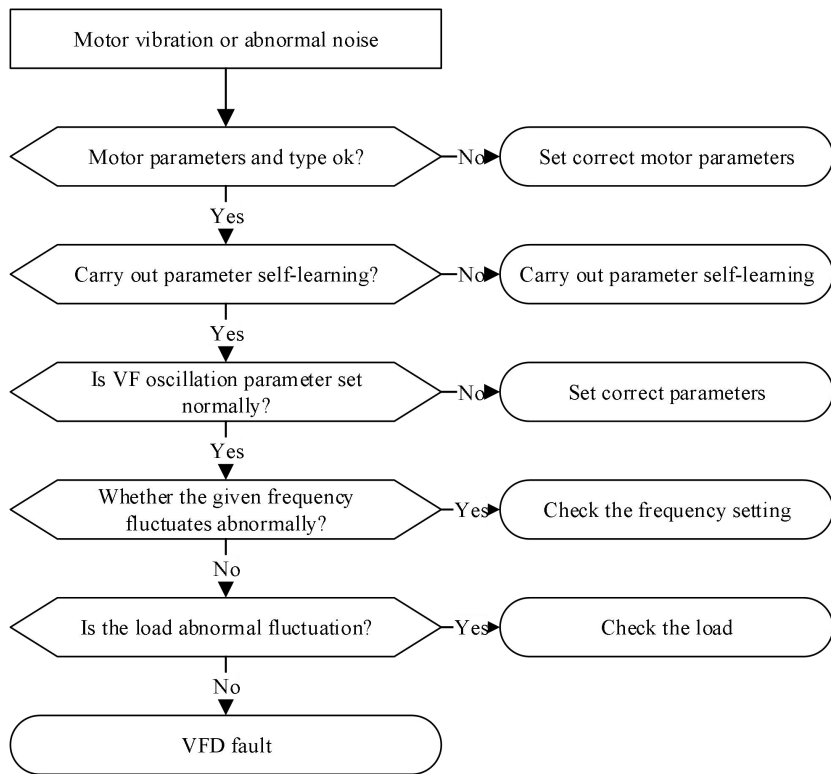 Motor vibration or abnormal noise
Motor parameters and type ok?
No
Set correct motor parameters
Yes
Carry out parameter self-learning?
No
Carry out parameter self-learning
Yes
Is VF oscillation parameter set
normally?
No
Set correct parameters
Yes
Whether the given frequency
fluctuates abnormally?
Yes
Check the frequency setting
No
Is the load abnormal fluctuation?
Yes
Check the load
No
VFD fault